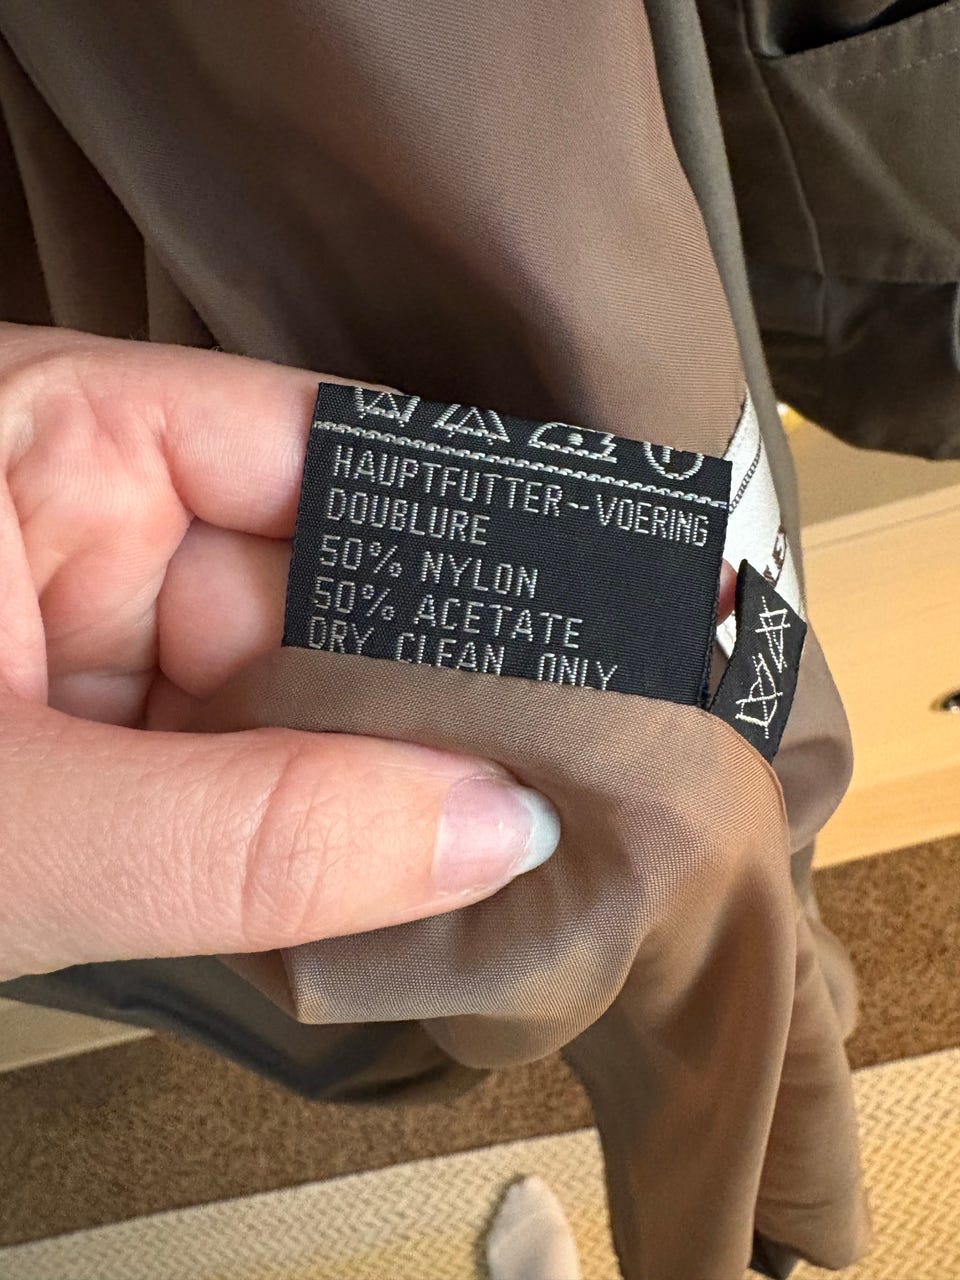 HAUPTFUTTER-VOERING
DOUBLURE
50% NYLON
50% ACETATE
DRY CLEAN ONLY